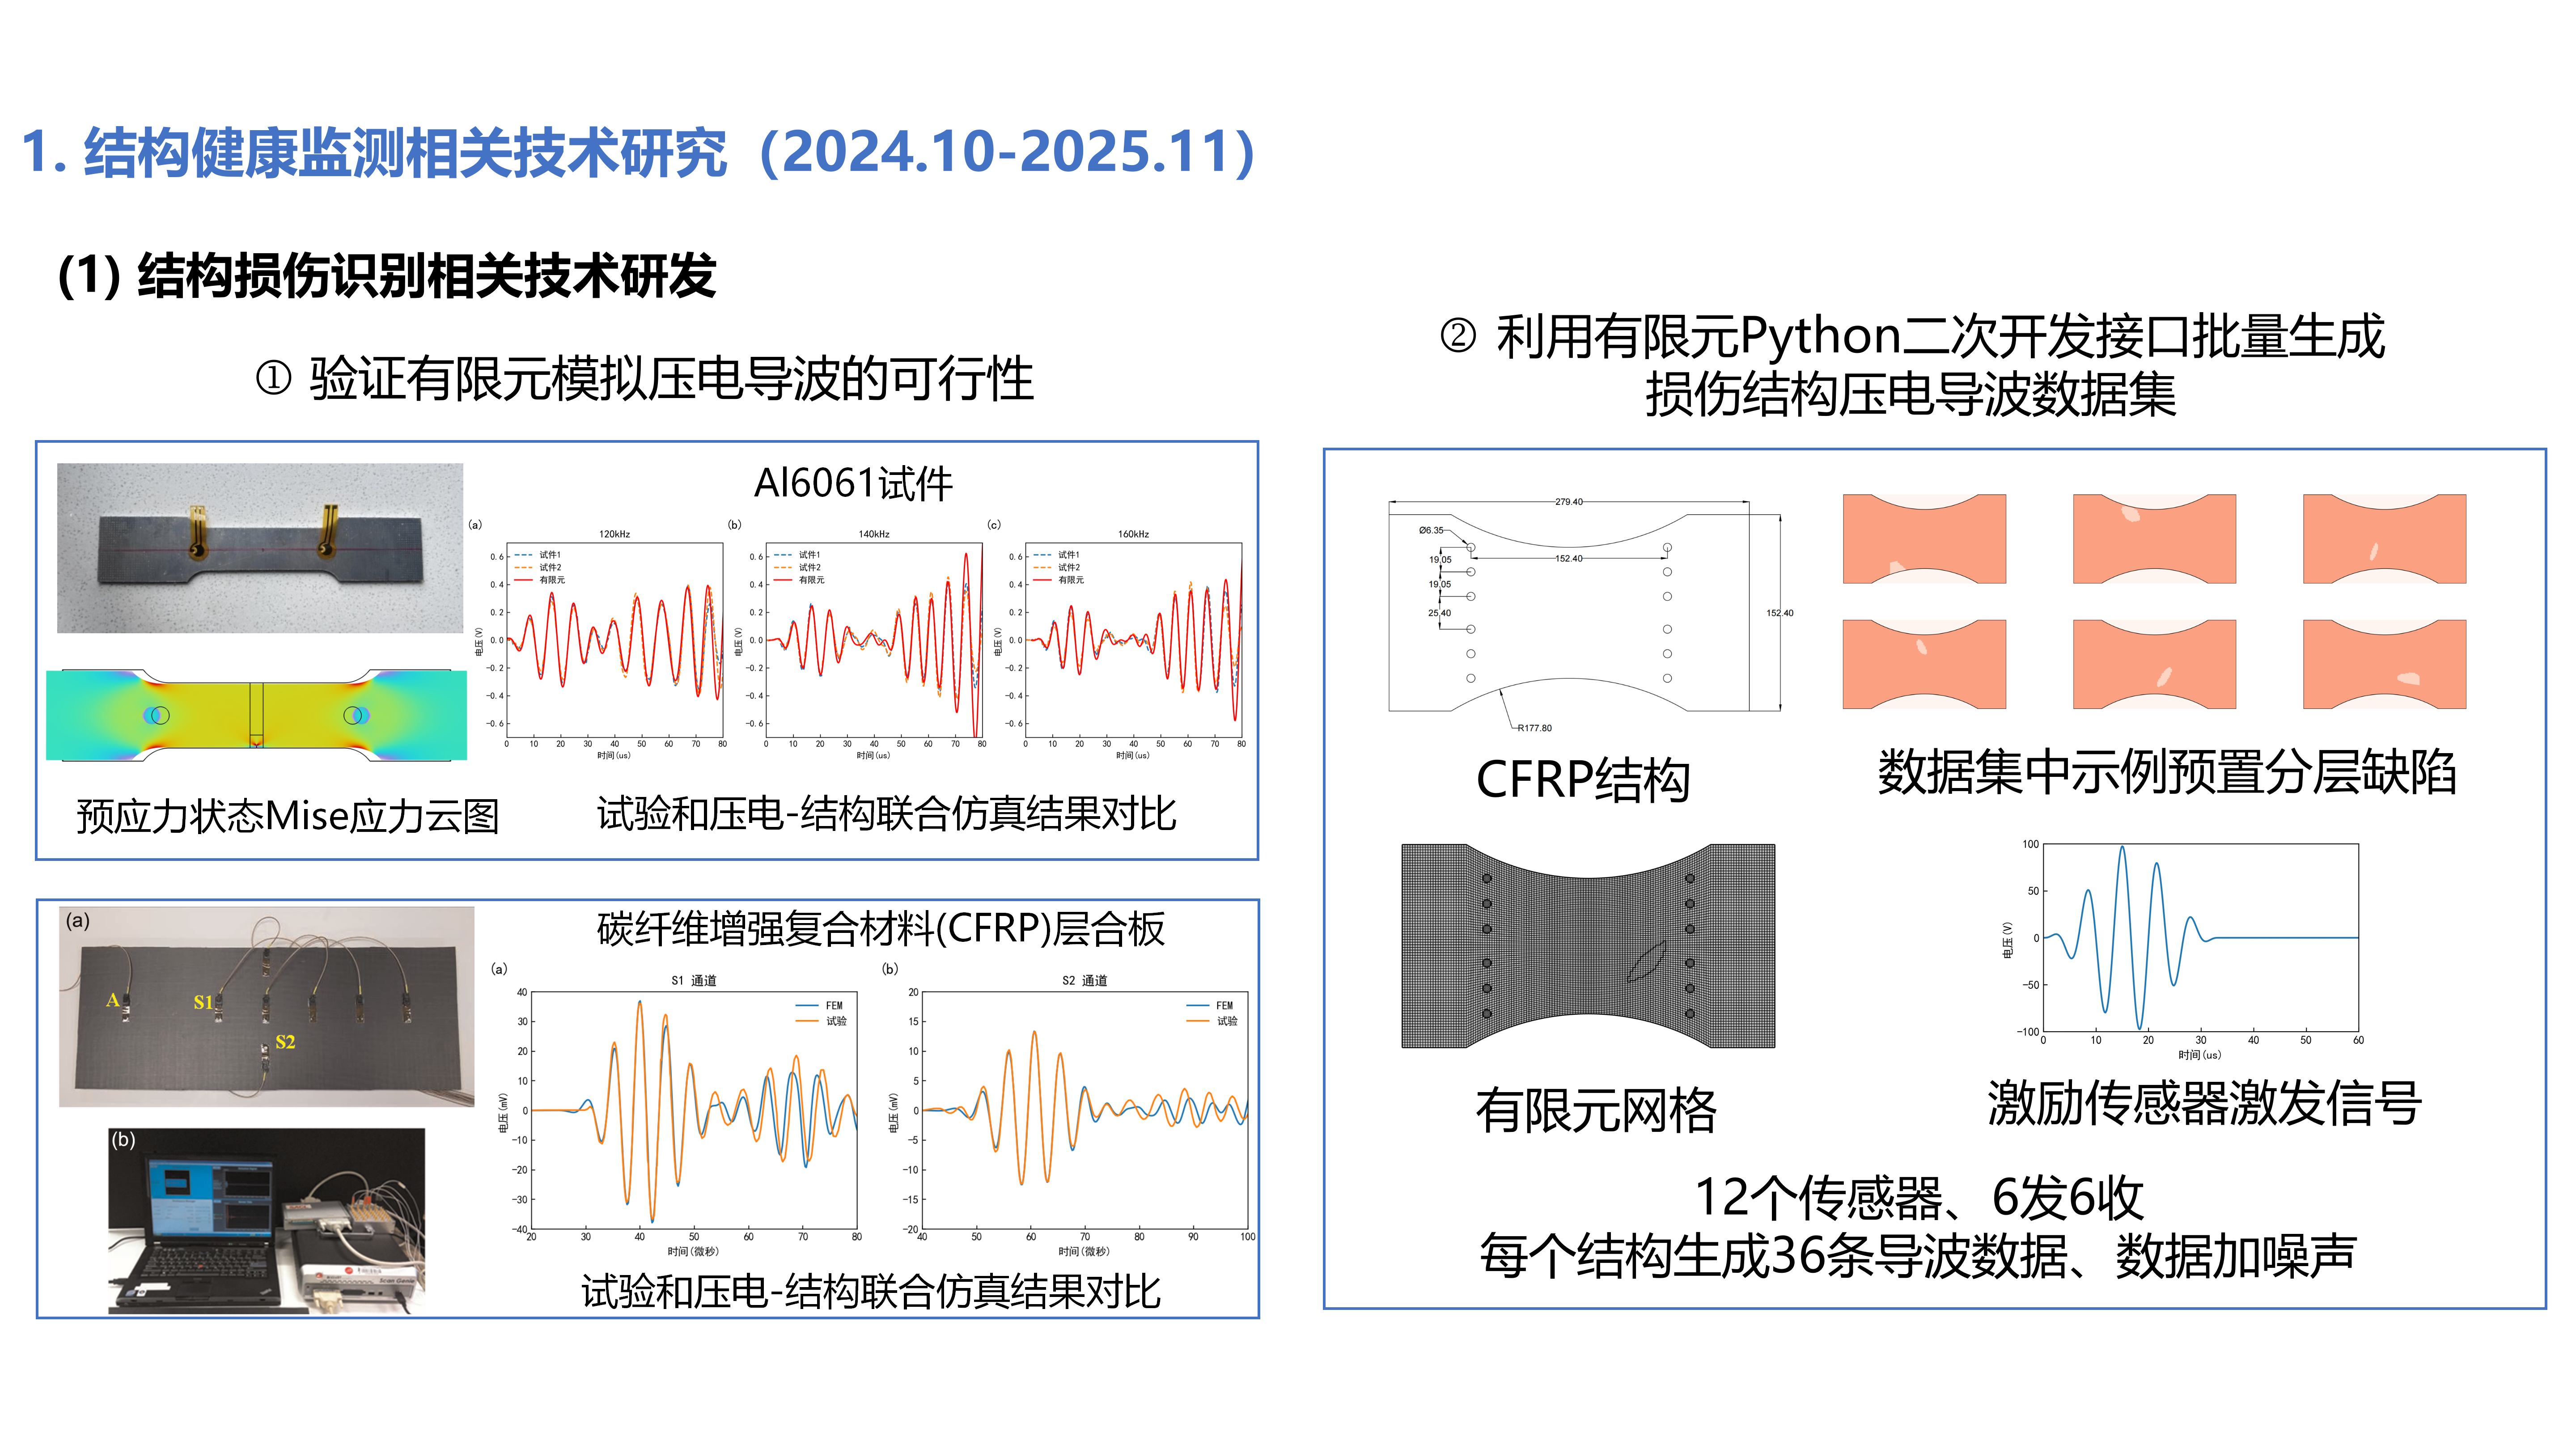 1. 结构健康监测相关技术研究（2024.10-2025.11）
(1) 结构损伤识别相关技术研发
① 验证有限元模拟压电导波的可行性
Al6061试件
(a)
120kHz
试件1
试件2
有限元
电压(V)
0.6
0.4
0.2
0.0
-0.2
-0.4
-0.6
0 10 20 30 40 50 60 70 80
时间(us)
(b)
140kHz
试件1
试件2
有限元
电压(V)
0.6
0.4
0.2
0.0
-0.2
-0.4
-0.6
0 10 20 30 40 50 60 70 80
时间(us)
(c)
160kHz
试件1
试件2
有限元
电压(V)
0.6
0.4
0.2
0.0
-0.2
-0.4
-0.6
0 10 20 30 40 50 60 70 80
时间(us)
预应力状态Mise应力云图
试验和压电-结构联合仿真结果对比
(a)
A
S1
S2
(b)
Scan Genie
碳纤维增强复合材料(CFRP)层合板
(a)
S1 通道
FEM
试验
电压(mV)
40
30
20
10
0
-10
-20
-30
-40
20 30 40 50 60 70 80
时间(微秒)
(b)
S2 通道
FEM
试验
电压(mV)
20
15
10
5
0
-5
-10
-15
-20
40 50 60 70 80 90 100
时间(微秒)
试验和压电-结构联合仿真结果对比
② 利用有限元Python二次开发接口批量生成
损伤结构压电导波数据集
279.40
Ø6.35
152.40
19.05
19.05
25.40
152.40
R177.80
CFRP结构
数据集中示例预置分层缺陷
有限元网格
电压(V)
100
50
0
-50
-100
0 10 20 30 40 50 60
时间(us)
激励传感器激发信号
12个传感器、6发6收
每个结构生成36条导波数据、数据加噪声